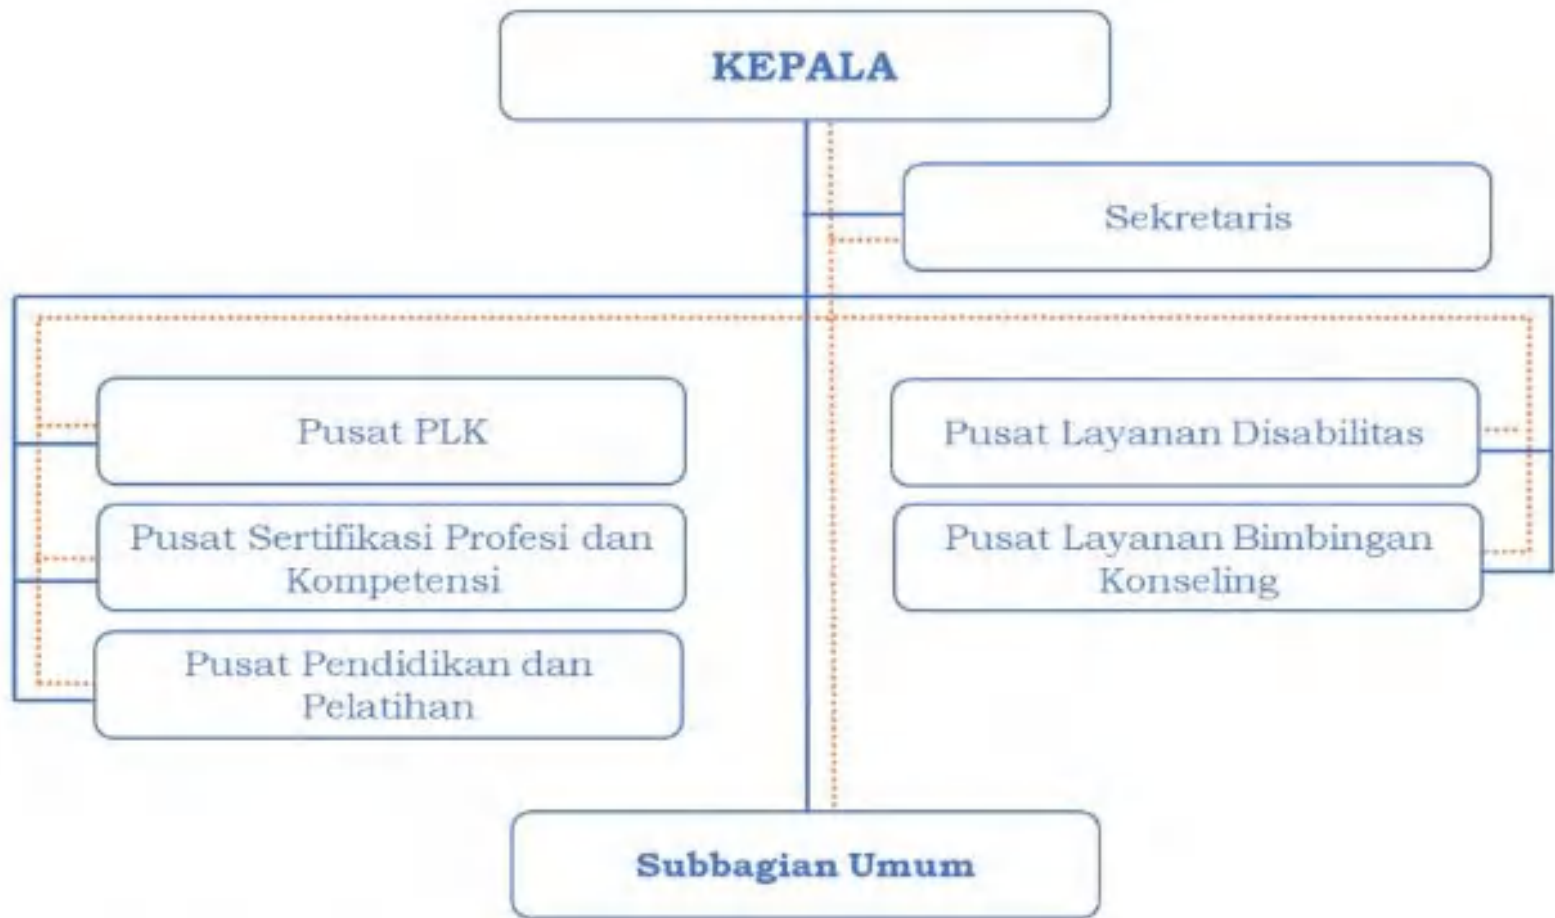 KEPALA
Sekretaris
Pusat PLK
Pusat Sertifikasi Profesi dan
Kompetensi
Pusat Pendidikan dan
Pelatihan
Pusat Layanan Disabilitas
Pusat Layanan Bimbingan
Konseling
Subbagian Umum